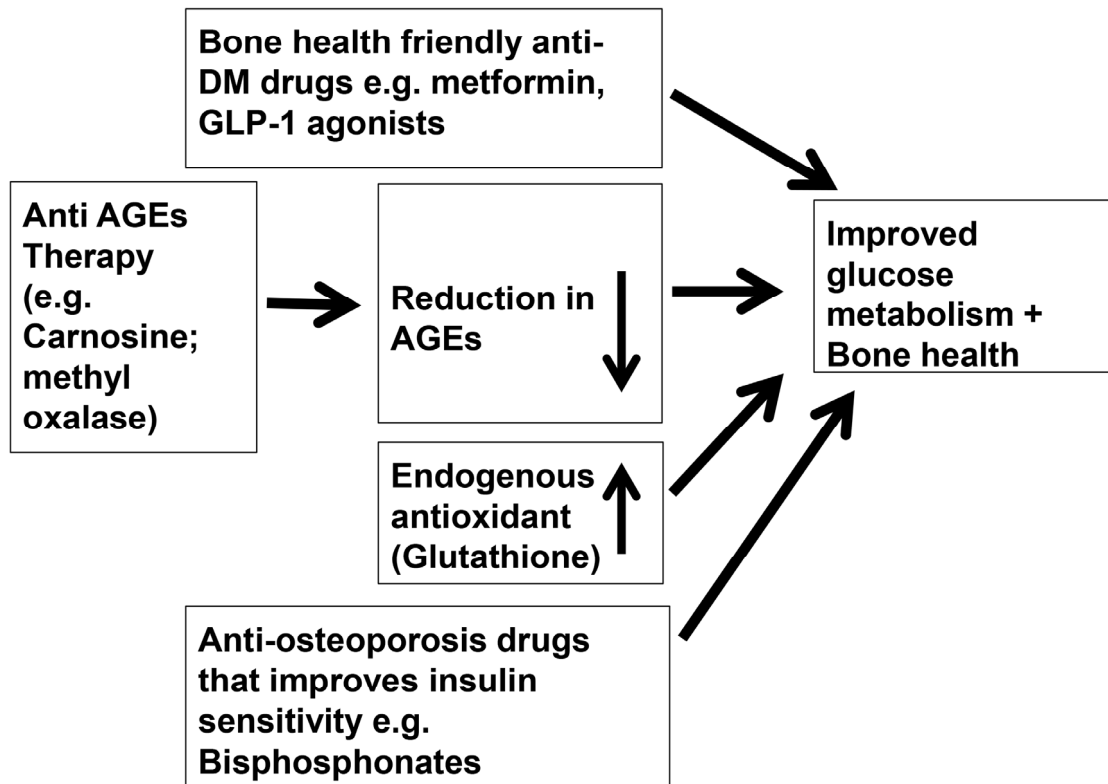 Bone health friendly anti-
DM drugs e.g. metformin,
GLP-1 agonists
Anti AGEs
Therapy
(e.g.
Carnosine;
methyl
oxalase)
Reduction in
AGEs
Improved
glucose
metabolism +
Bone health
Endogenous
antioxidant
(Glutathione)
Anti-osteoporosis drugs
that improves insulin
sensitivity e.g.
Bisphosphonates